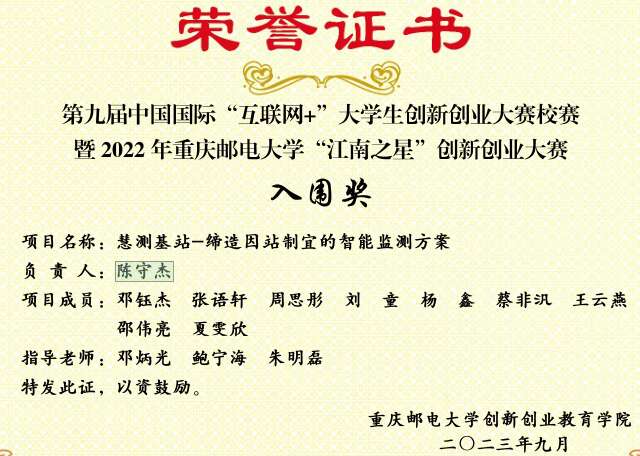 荣誉证书
第九届中国国际“互联网+”大学生创新创业大赛校赛
暨 2022 年重庆邮电大学“江南之星”创新创业大赛
入围奖
项目名称：慧测基站—缔造因站制宜的智能监测方案
负 责 人：陈守杰
项目成员：邓钰杰 张语轩 周思彤 刘 童 杨 鑫 蔡非汎 王云燕
邵伟亮 夏雯欣
指导老师：邓炳光 鲍宁海 朱明磊
特发此证，以资鼓励。
重庆邮电大学创新创业教育学院
二〇二三年九月